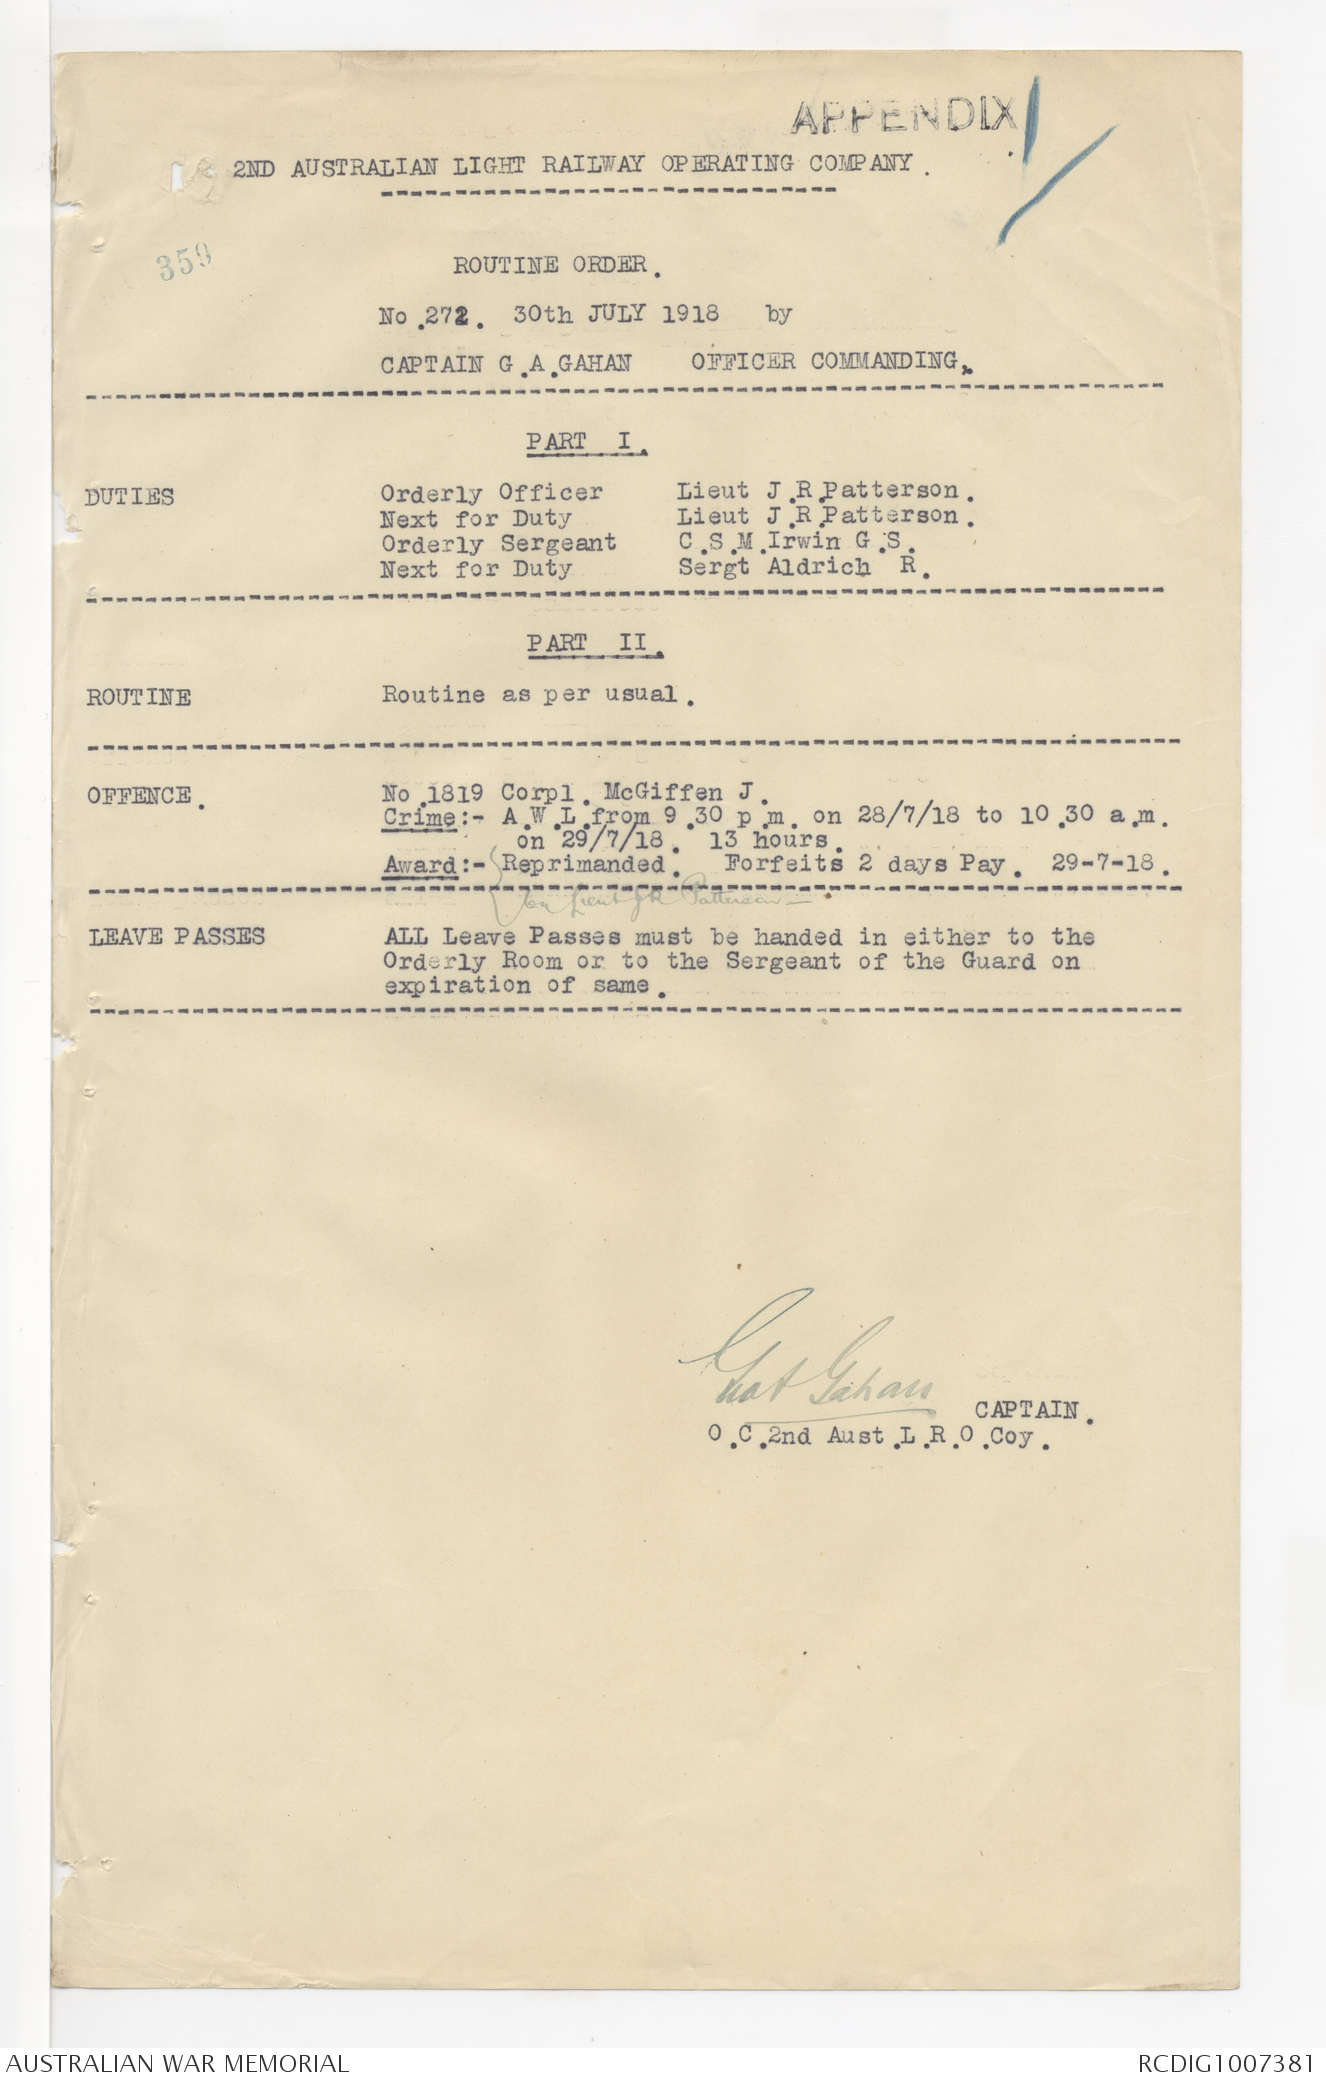 APPENDIX 1/
2ND AUSTRALIAN LIGHT RAILWAY OPERATING COMPANY.
359
ROUTINE ORDER.
No.272. 30th JULY 1918 by
CAPTAIN G.A.GAHAN OFFICER COMMANDING.
PART I.
DUTIES Orderly Officer Lieut J.R.Patterson.
Next for Duty Lieut J.R.Patterson.
Orderly Sergeant C.S.M.Irwin G.S.
Next for Duty Sergt Aldrich R.
PART II.
ROUTINE Routine as per usual.
OFFENCE. No.1819 Corpl. McGiffen J.
Crime:- A.W.L.from 9.30 p.m. on 28/7/18 to 10.30 a.m.
on 29/7/18. 13 hours.
Award:- Reprimanded. Forfeits 2 days Pay. 29-7-18.
Lieut JR Patterson
LEAVE PASSES ALL Leave Passes must be handed in either to the
Orderly Room or to the Sergeant of the Guard on
expiration of same.
Gahan
CAPTAIN.
O.C.2nd Aust.L.R.O.Coy.
AUSTRALIAN WAR MEMORIAL
RCDIG1007381